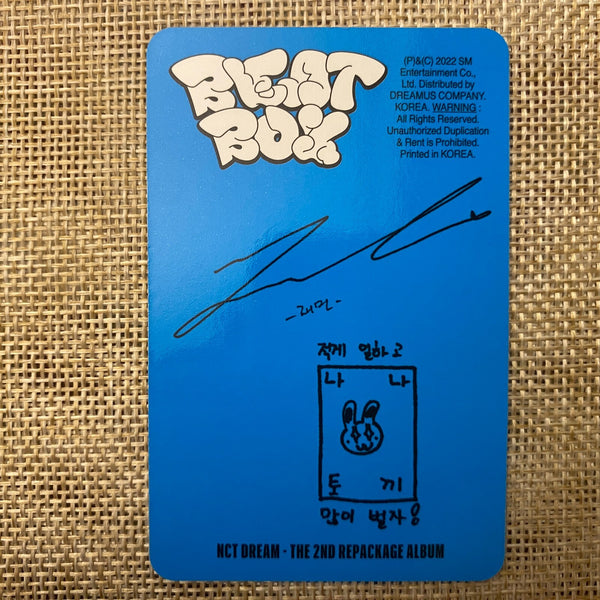 BEAT
BOX
(P)&(C) 2022 SM
Entertainment Co.,
Ltd. Distributed by
DREAMUS COMPANY.
KOREA. WARNING :
All Rights Reserved.
Unauthorized Duplication
& Rent is Prohibited.
Printed in KOREA.
적게 일하고
나 나
토 끼
많이 벌자
NCT DREAM - THE 2ND REPACKAGE ALBUM